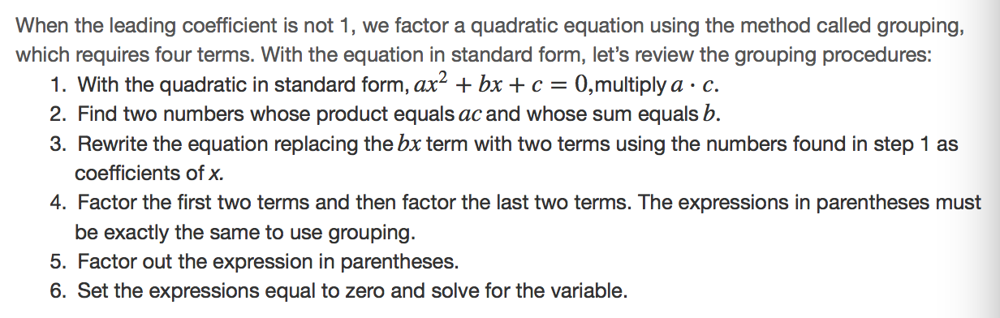 When the leading coefficient is not 1, we factor a quadratic equation using the method called grouping,
which requires four terms. With the equation in standard form, let’s review the grouping procedures:
1. With the quadratic in standard form, ax² + bx + c = 0,multiply a · c.
2. Find two numbers whose product equals ac and whose sum equals b.
3. Rewrite the equation replacing the bx term with two terms using the numbers found in step 1 as
coefficients of x.
4. Factor the first two terms and then factor the last two terms. The expressions in parentheses must
be exactly the same to use grouping.
5. Factor out the expression in parentheses.
6. Set the expressions equal to zero and solve for the variable.